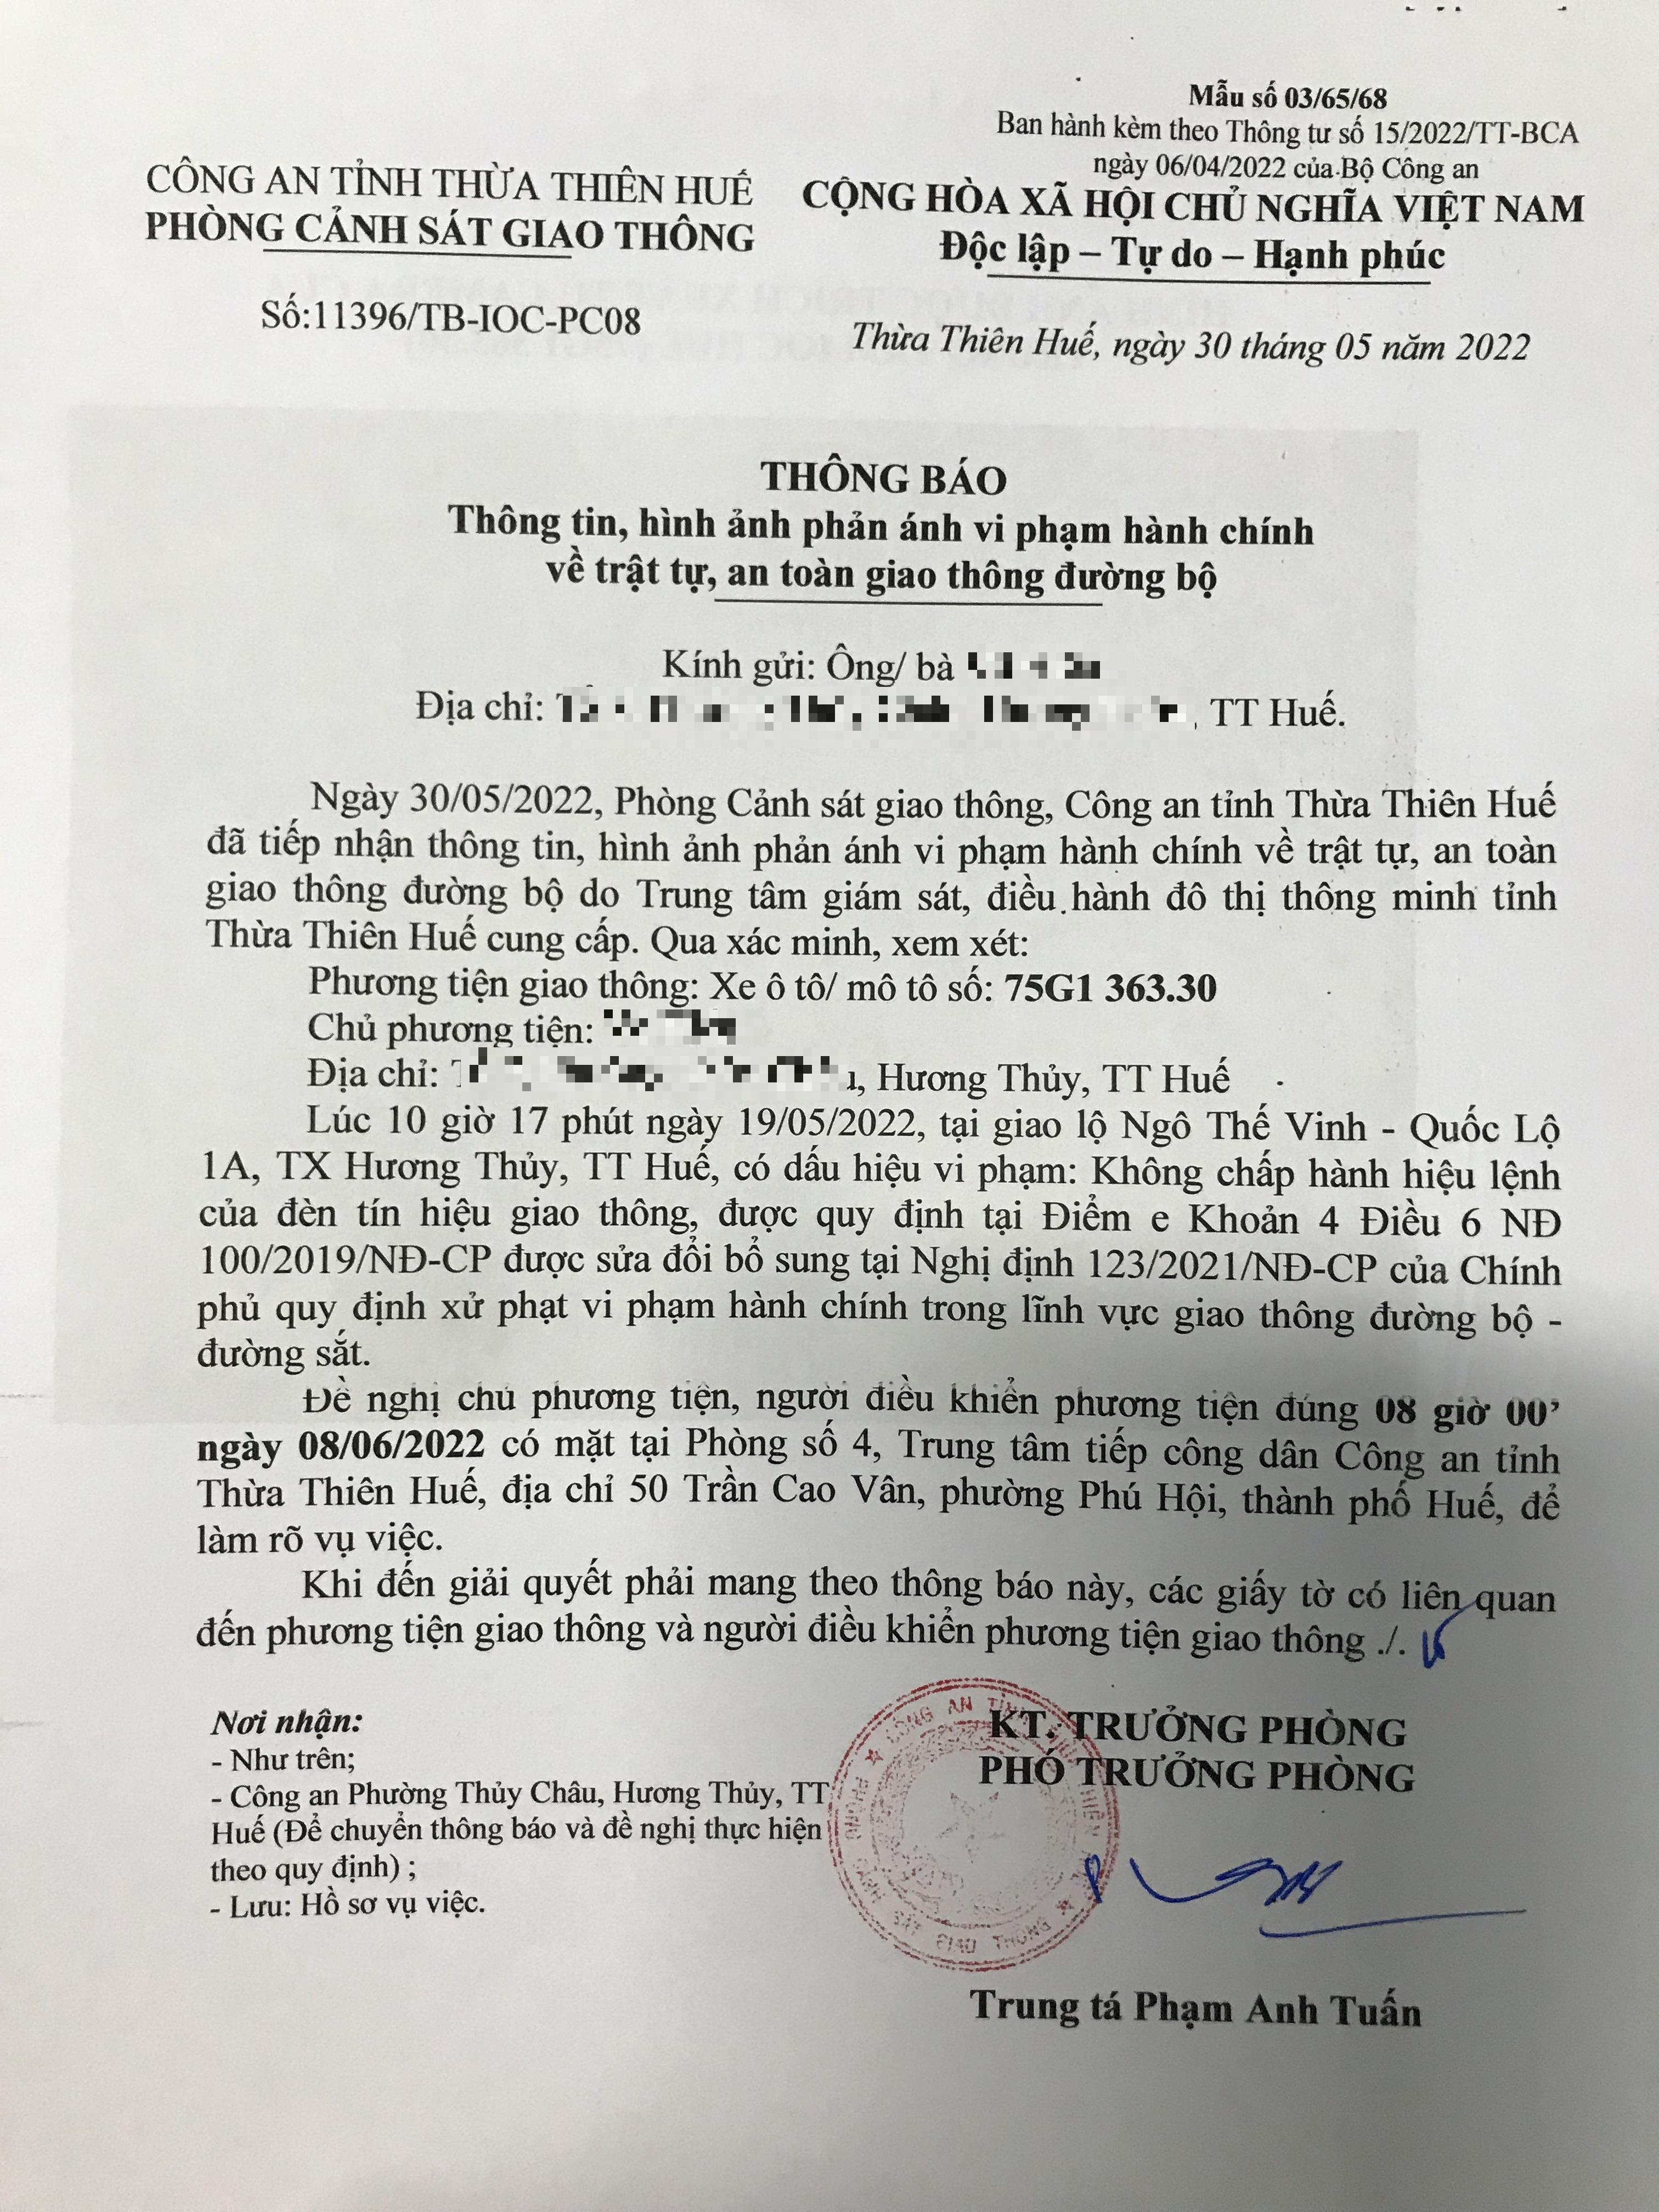 Mẫu số 03/65/68
Ban hành kèm theo Thông tư số 15/2022/TT-BCA
ngày 06/04/2022 của Bộ Công an
CÔNG AN TỈNH THỪA THIÊN HUẾ
PHÒNG CẢNH SÁT GIAO THÔNG
CỘNG HÒA XÃ HỘI CHỦ NGHĨA VIỆT NAM
Độc lập – Tự do – Hạnh phúc
Số:11396/TB-IOC-PC08
Thừa Thiên Huế, ngày 30 tháng 05 năm 2022
THÔNG BÁO
Thông tin, hình ảnh phản ánh vi phạm hành chính
về trật tự, an toàn giao thông đường bộ
Kính gửi: Ông/ bà
Địa chỉ: , TT Huế.
Ngày 30/05/2022, Phòng Cảnh sát giao thông, Công an tỉnh Thừa Thiên Huế
đã tiếp nhận thông tin, hình ảnh phản ánh vi phạm hành chính về trật tự, an toàn
giao thông đường bộ do Trung tâm giám sát, điều hành đô thị thông minh tỉnh
Thừa Thiên Huế cung cấp. Qua xác minh, xem xét:
Phương tiện giao thông: Xe ô tô/ mô tô số: 75G1 363.30
Chủ phương tiện:
Địa chỉ: , Hương Thủy, TT Huế
Lúc 10 giờ 17 phút ngày 19/05/2022, tại giao lộ Ngô Thế Vinh - Quốc Lộ
1A, TX Hương Thủy, TT Huế, có dấu hiệu vi phạm: Không chấp hành hiệu lệnh
của đèn tín hiệu giao thông, được quy định tại Điểm e Khoản 4 Điều 6 NĐ
100/2019/NĐ-CP được sửa đổi bổ sung tại Nghị định 123/2021/NĐ-CP của Chính
phủ quy định xử phạt vi phạm hành chính trong lĩnh vực giao thông đường bộ -
đường sắt.
Đề nghị chủ phương tiện, người điều khiển phương tiện đúng 08 giờ 00’
ngày 08/06/2022 có mặt tại Phòng số 4, Trung tâm tiếp công dân Công an tỉnh
Thừa Thiên Huế, địa chỉ 50 Trần Cao Vân, phường Phú Hội, thành phố Huế, để
làm rõ vụ việc.
Khi đến giải quyết phải mang theo thông báo này, các giấy tờ có liên quan
đến phương tiện giao thông và người điều khiển phương tiện giao thông ./.
Nơi nhận:
- Như trên;
- Công an Phường Thủy Châu, Hương Thủy, TT
Huế (Để chuyển thông báo và đề nghị thực hiện
theo quy định) ;
- Lưu: Hồ sơ vụ việc.
KT. TRƯỞNG PHÒNG
PHÓ TRƯỞNG PHÒNG
CÔNG AN TỈNH THỪA THIÊN HUẾ
PHÒNG CẢNH SÁT GIAO THÔNG
Trung tá Phạm Anh Tuấn